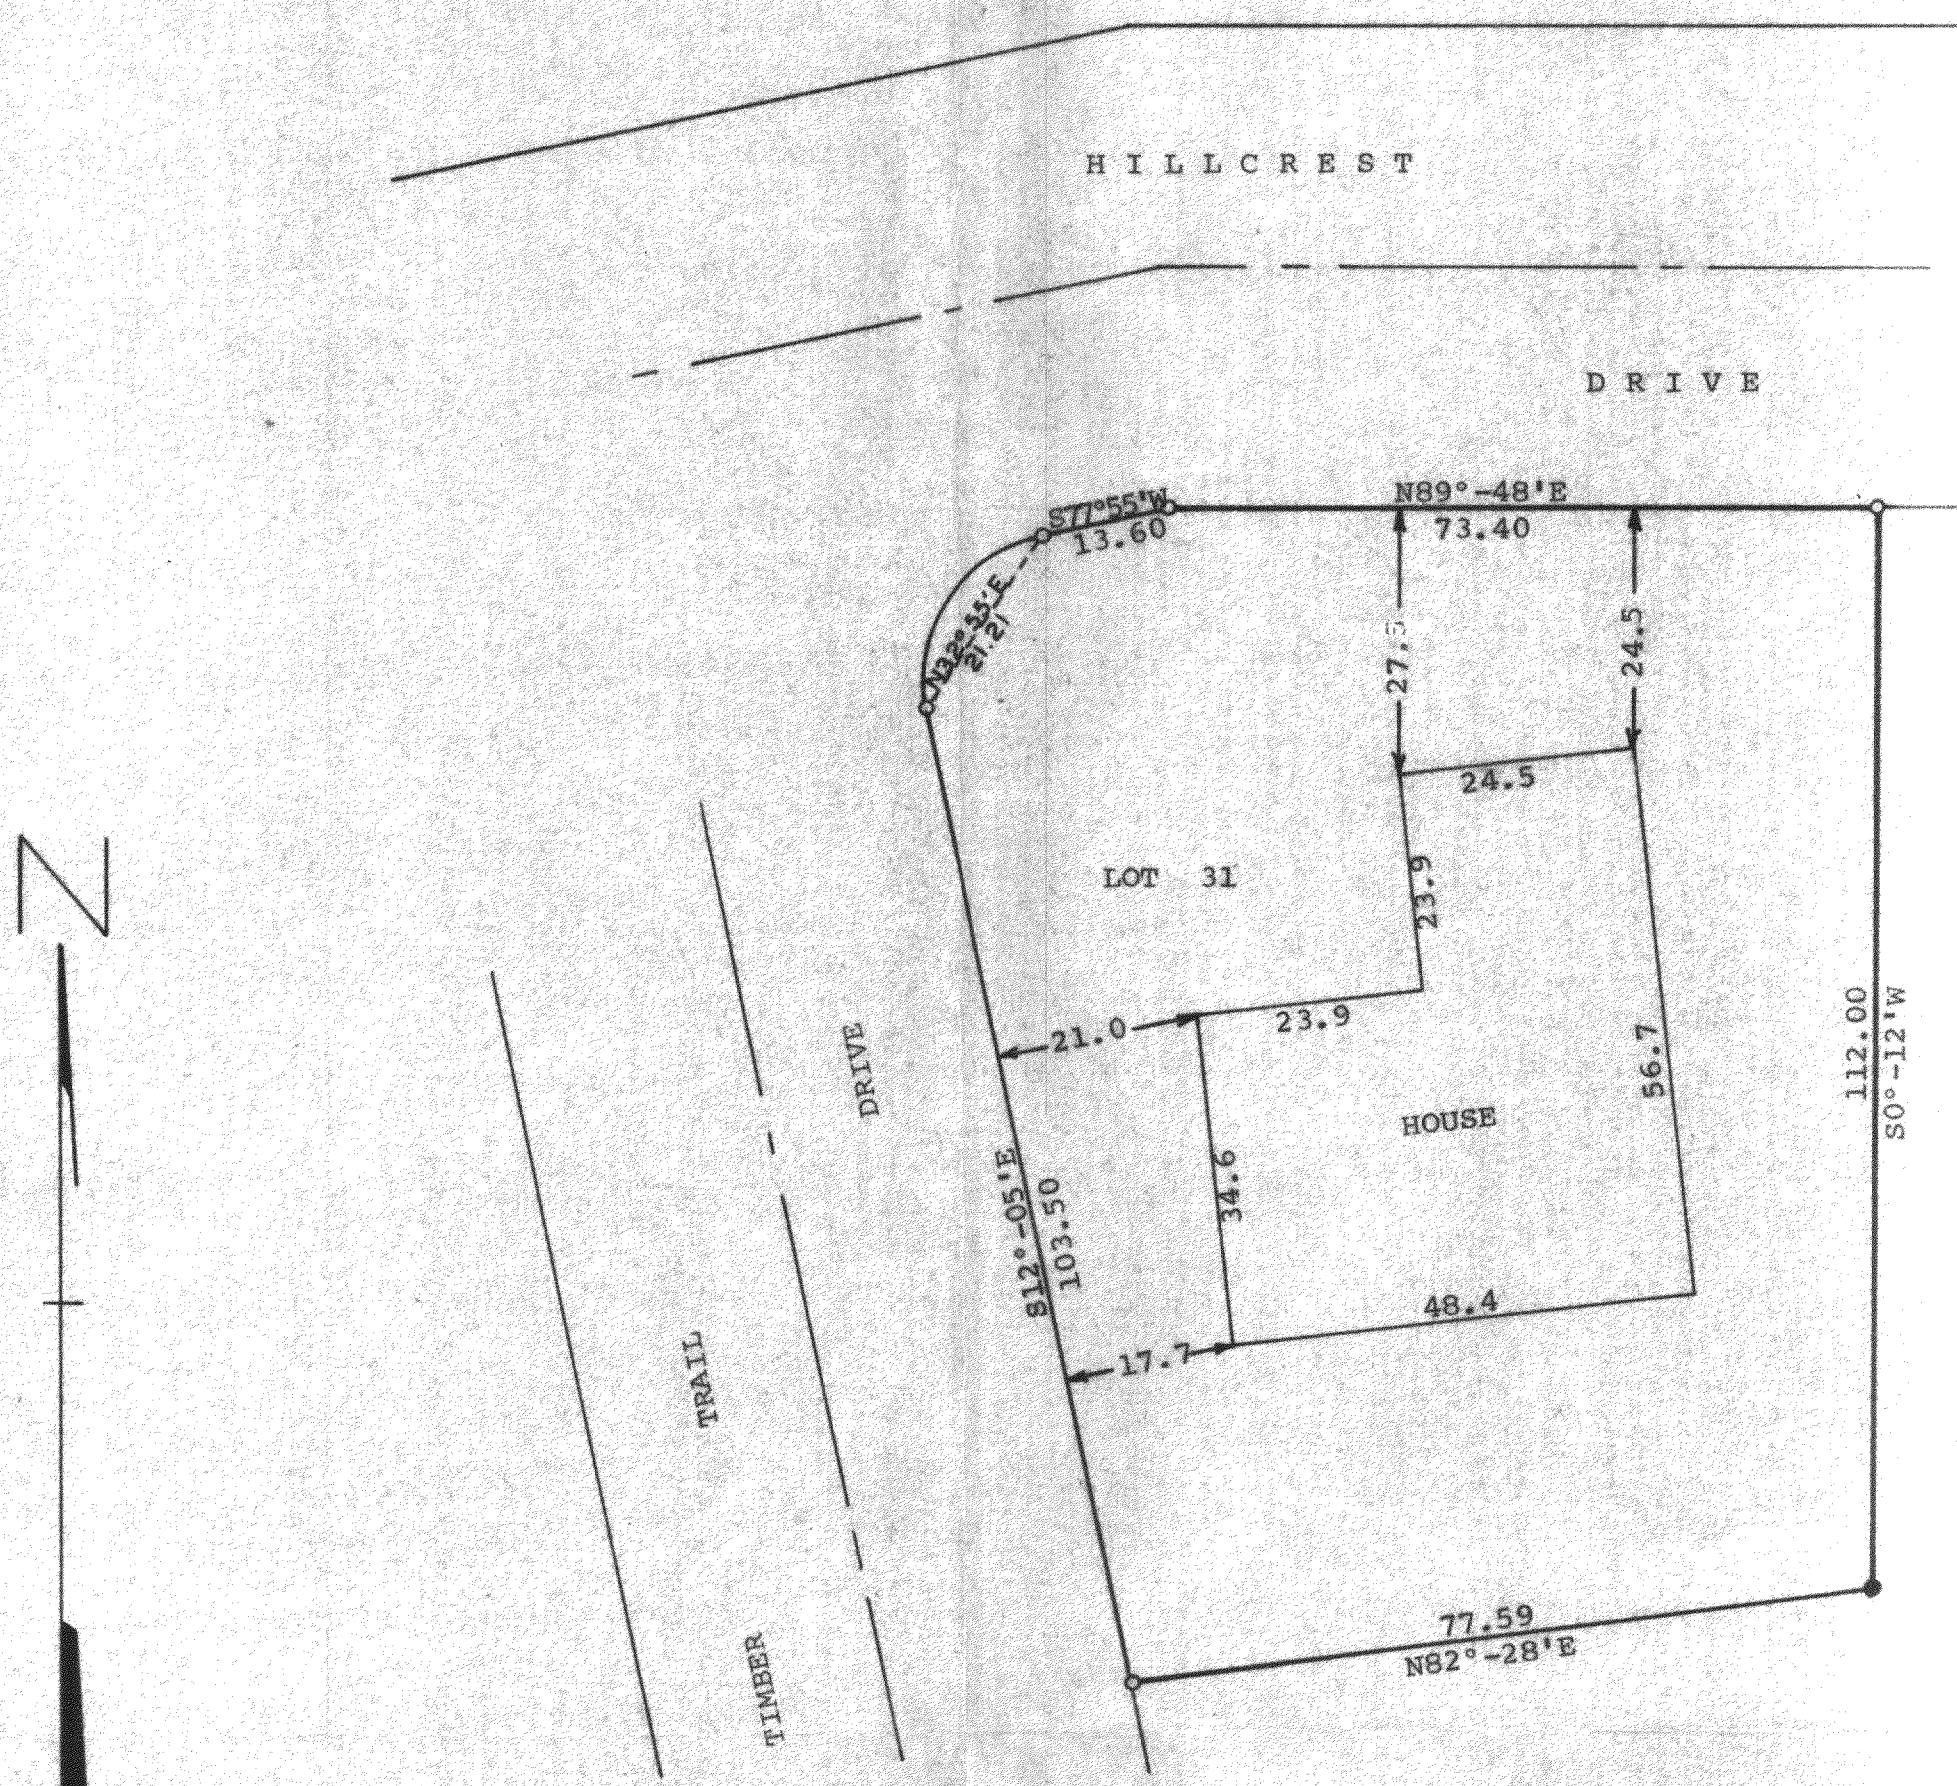 H I L L C R E S T
D R I V E
N89°-48'E
73.40
S77°55'W
13.60
N32°-55'E
21.21
24.5
24.5
LOT 31
23.9
23.9
21.0
N
DRIVE
HOUSE
56.7
112.00
S0°-12'W
34.6
S12°-05'E
103.50
48.4
17.7
TRAIL
77.59
N82°-28'E
TIMBER